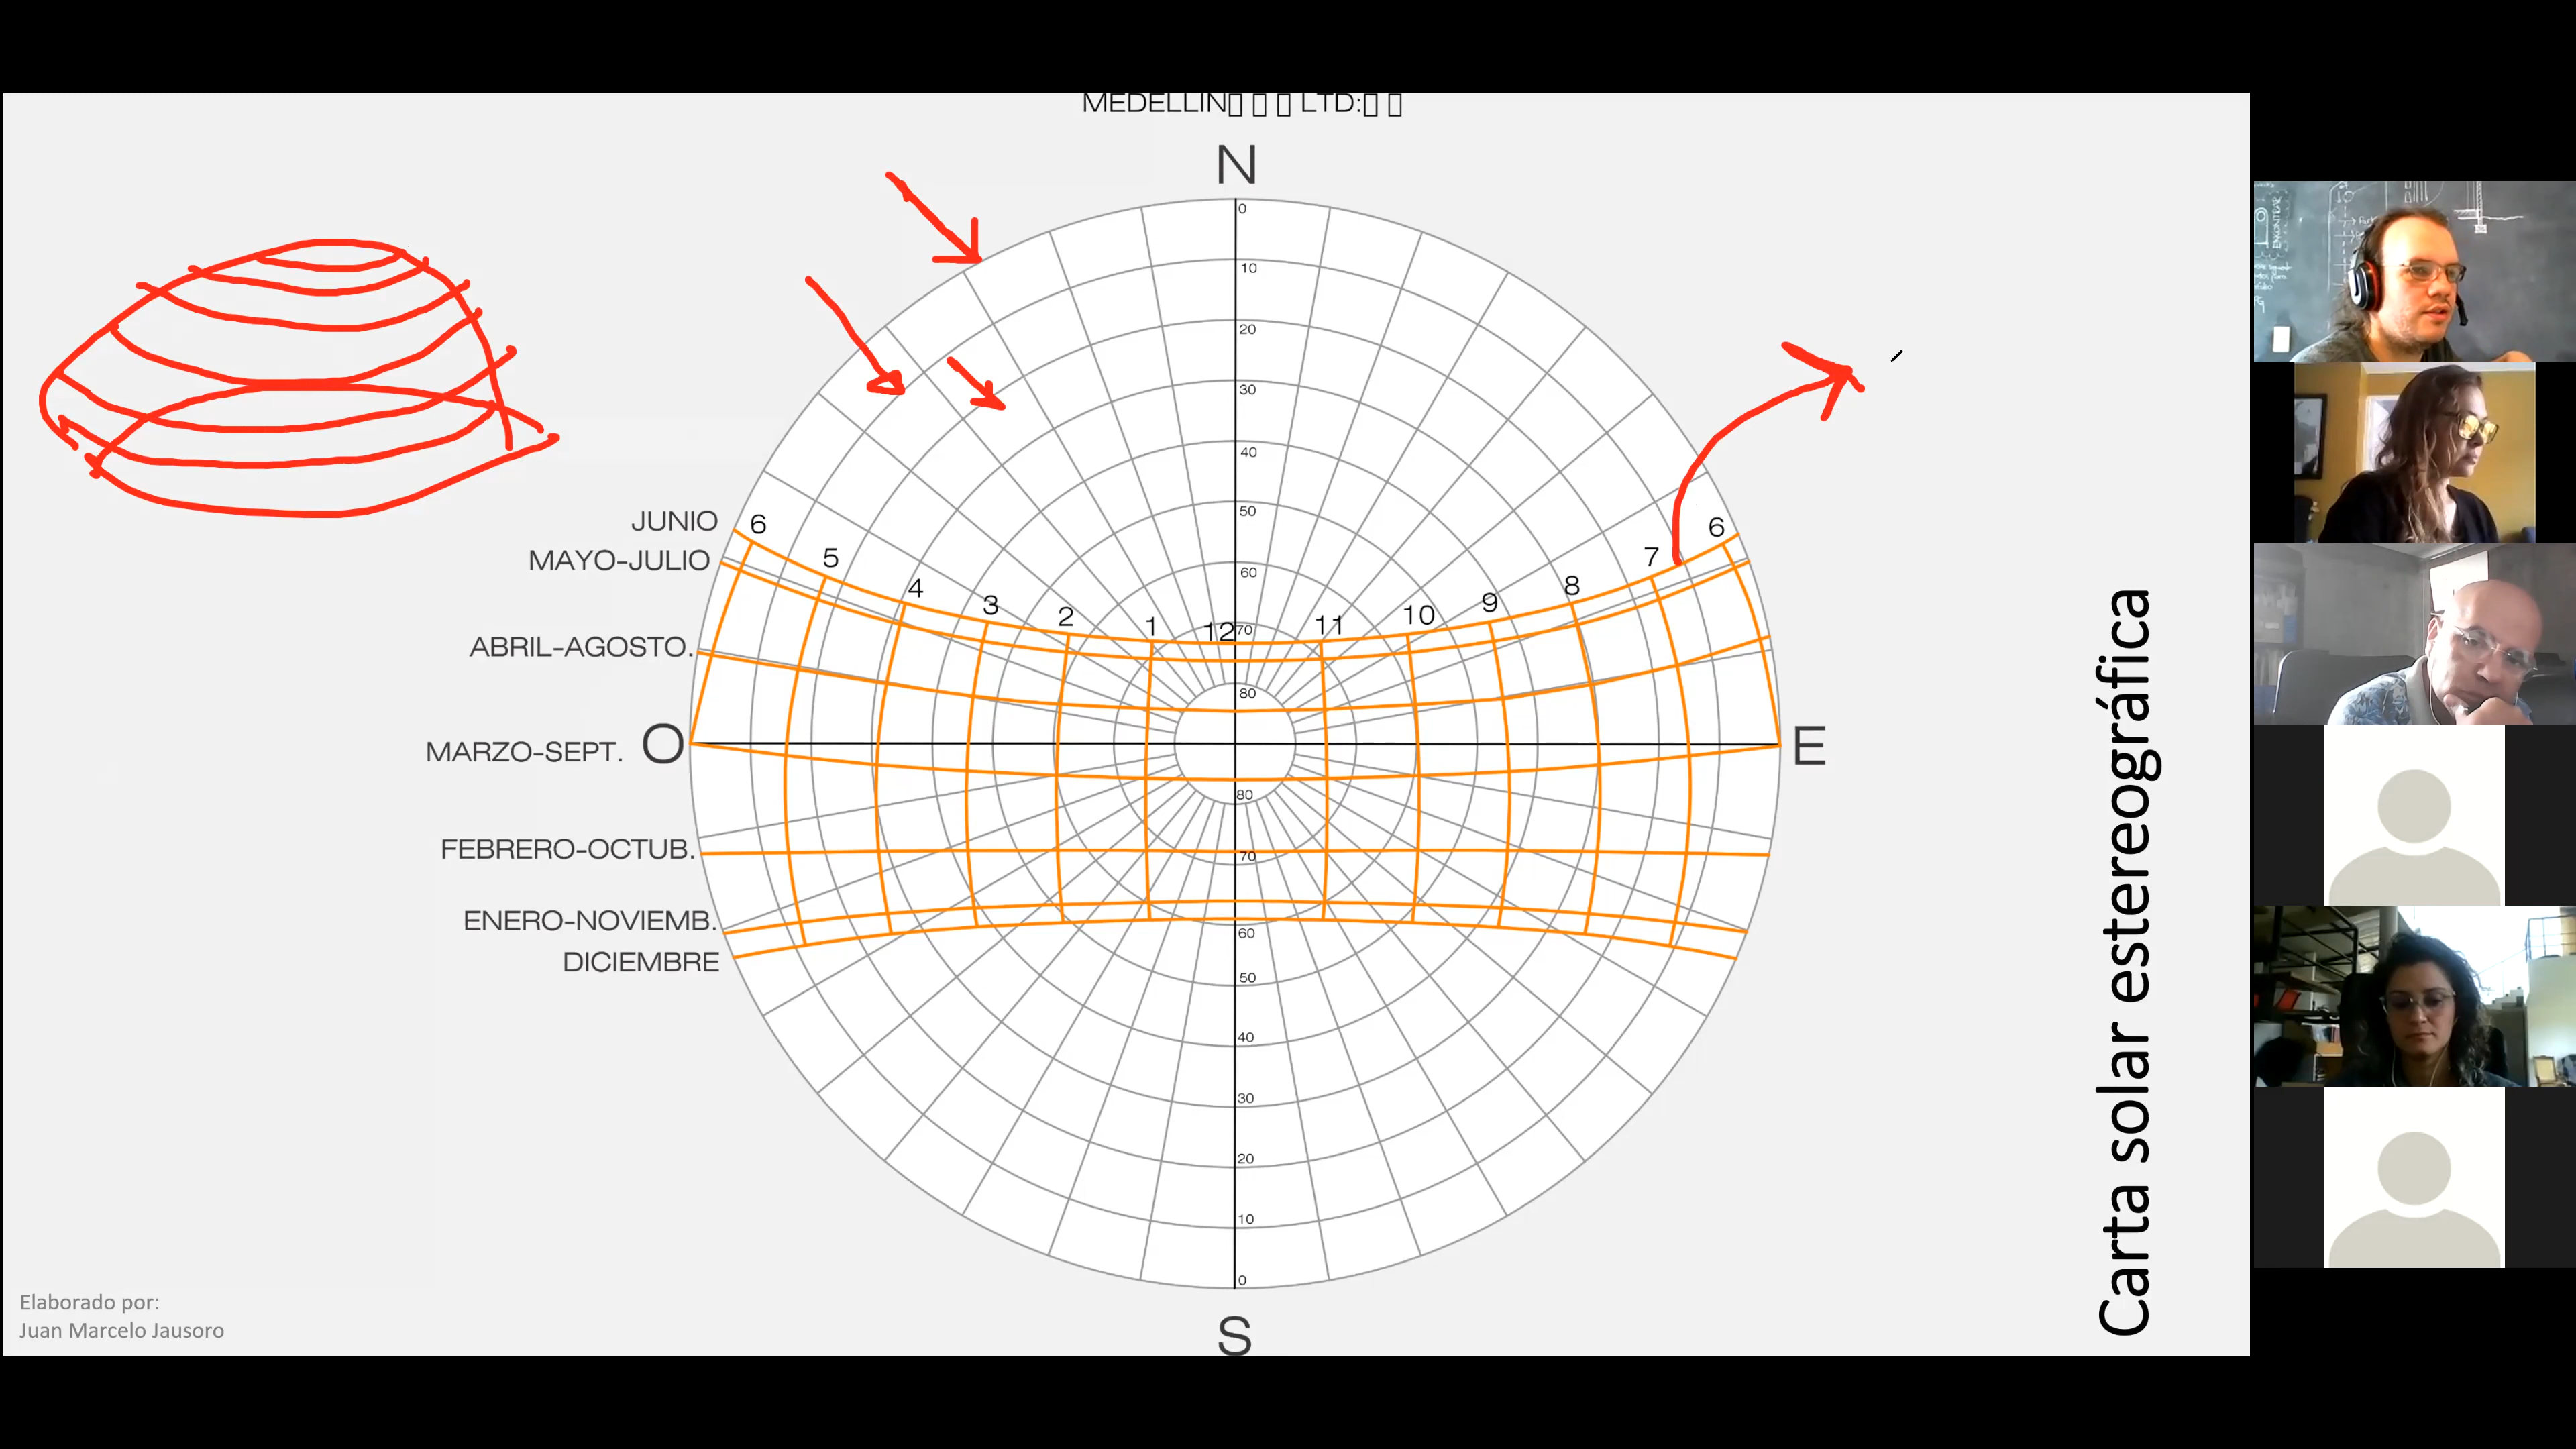 MEDELLIN▯ ▯ ▯ LTD:▯ ▯
N
0
10
20
30
40
50
60
70
80
JUNIO
MAYO-JULIO
ABRIL-AGOSTO.
MARZO-SEPT.
FEBRERO-OCTUB.
ENERO-NOVIEMB.
DICIEMBRE
6
5
4
3
2
1
12
11
10
9
8
7
6
O
E
80
70
60
50
40
30
20
10
0
S
Carta solar estereográfica
Elaborado por:
Juan Marcelo Jausoro